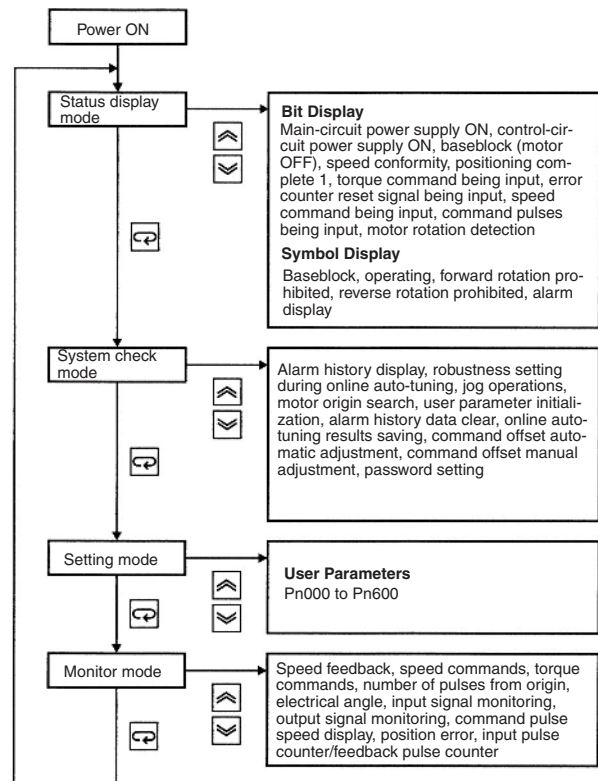 Power ON
Status display
mode
Bit Display
Main-circuit power supply ON, control-cir-
cuit power supply ON, baseblock (motor
OFF), speed conformity, positioning com-
plete 1, torque command being input, error
counter reset signal being input, speed
command being input, command pulses
being input, motor rotation detection
Symbol Display
Baseblock, operating, forward rotation pro-
hibited, reverse rotation prohibited, alarm
display
System check
mode
Alarm history display, robustness setting
during online auto-tuning, jog operations,
motor origin search, user parameter initial-
ization, alarm history data clear, online auto-
tuning results saving, command offset auto-
matic adjustment, command offset manual
adjustment, password setting
Setting mode
User Parameters
Pn000 to Pn600
Monitor mode
Speed feedback, speed commands, torque
commands, number of pulses from origin,
electrical angle, input signal monitoring,
output signal monitoring, command pulse
speed display, position error, input pulse
counter/feedback pulse counter